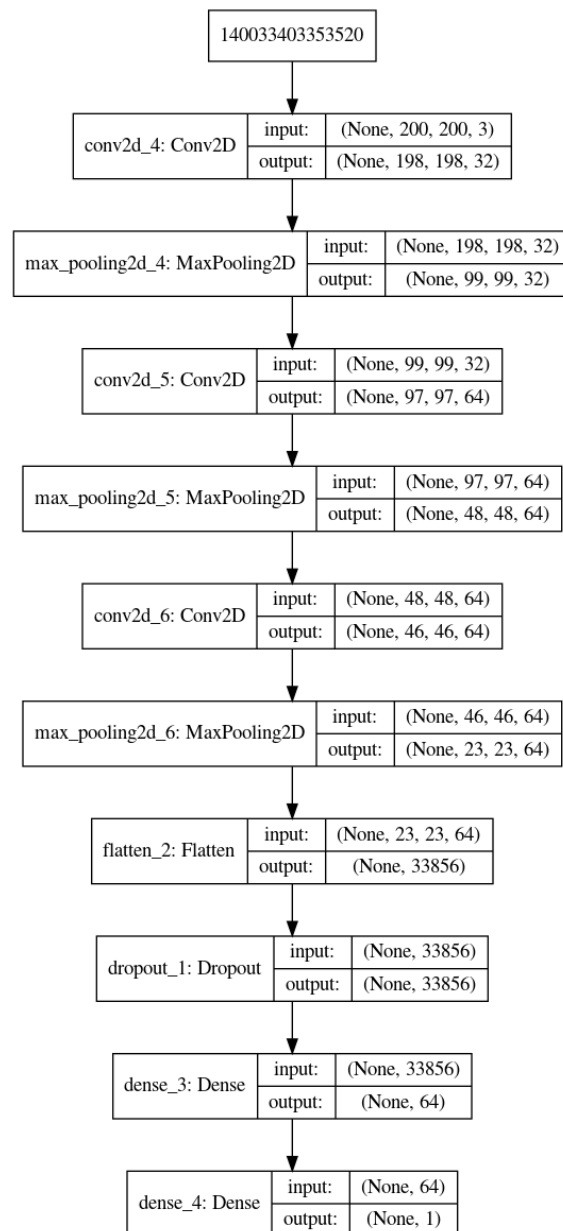 140033403353520
conv2d_4: Conv2D
input: (None, 200, 200, 3)
output: (None, 198, 198, 32)
max_pooling2d_4: MaxPooling2D
input: (None, 198, 198, 32)
output: (None, 99, 99, 32)
conv2d_5: Conv2D
input: (None, 99, 99, 32)
output: (None, 97, 97, 64)
max_pooling2d_5: MaxPooling2D
input: (None, 97, 97, 64)
output: (None, 48, 48, 64)
conv2d_6: Conv2D
input: (None, 48, 48, 64)
output: (None, 46, 46, 64)
max_pooling2d_6: MaxPooling2D
input: (None, 46, 46, 64)
output: (None, 23, 23, 64)
flatten_2: Flatten
input: (None, 23, 23, 64)
output: (None, 33856)
dropout_1: Dropout
input: (None, 33856)
output: (None, 33856)
dense_3: Dense
input: (None, 33856)
output: (None, 64)
dense_4: Dense
input: (None, 64)
output: (None, 1)